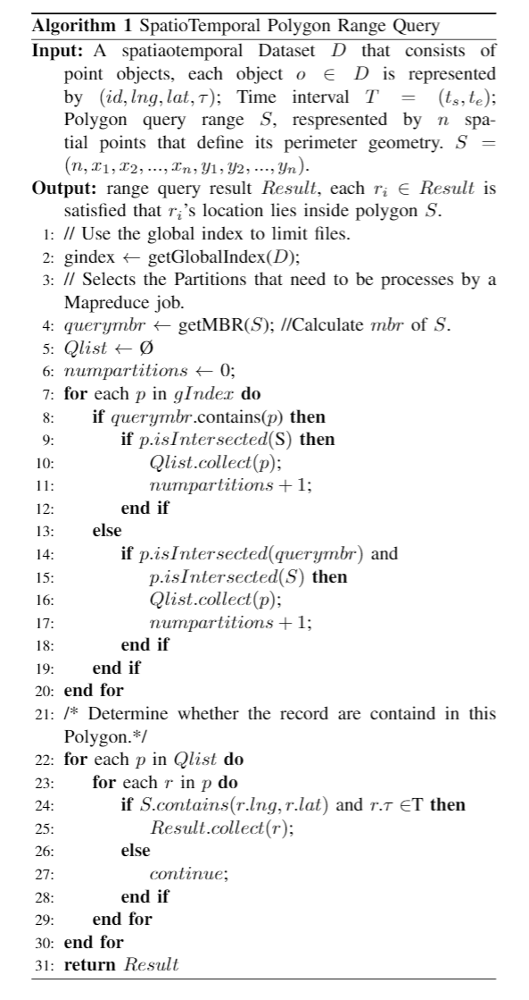 Algorithm 1 SpatioTemporal Polygon Range Query
Input: A spatiaotemporal Dataset D that consists of
point objects, each object o ∈ D is represented
by (id, lng, lat, τ); Time interval T = (t_s, t_e);
Polygon query range S, respresented by n spa-
tial points that define its perimeter geometry. S =
(n, x_1, x_2, ..., x_n, y_1, y_2, ..., y_n).
Output: range query result Result, each r_i ∈ Result is
satisfied that r_i's location lies inside polygon S.
1: // Use the global index to limit files.
2: gindex ← getGlobalIndex(D);
3: // Selects the Partitions that need to be processes by a
Mapreduce job.
4: querymbr ← getMBR(S); //Calculate mbr of S.
5: Qlist ← Ø
6: numpartitions ← 0;
7: for each p in gIndex do
8: if querymbr.contains(p) then
9: if p.isIntersected(S) then
10: Qlist.collect(p);
11: numpartitions + 1;
12: end if
13: else
14: if p.isIntersected(querymbr) and
15: p.isIntersected(S) then
16: Qlist.collect(p);
17: numpartitions + 1;
18: end if
19: end if
20: end for
21: /* Determine whether the record are containd in this
Polygon.*/
22: for each p in Qlist do
23: for each r in p do
24: if S.contains(r.lng, r.lat) and r.τ ∈T then
25: Result.collect(r);
26: else
27: continue;
28: end if
29: end for
30: end for
31: return Result